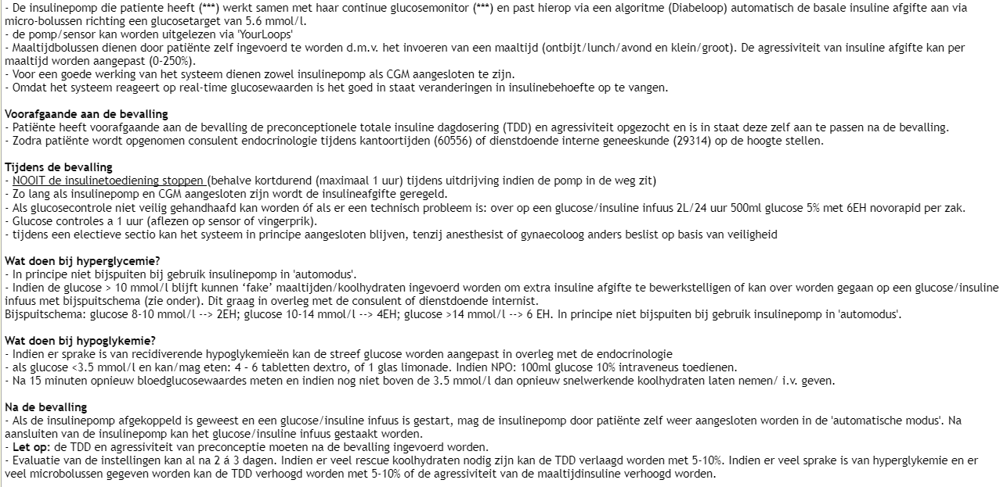 - De insulinepomp die patiente heeft (***) werkt samen met haar continue glucosemonitor (***) en past hierop via een algoritme (Diabeloop) automatisch de basale insuline afgifte aan via
micro-bolussen richting een glucosetarget van 5.6 mmol/l.
- de pomp/sensor kan worden uitgelezen via 'YourLoops'
- Maaltijdbolussen dienen door patiënte zelf ingevoerd te worden d.m.v. het invoeren van een maaltijd (ontbijt/lunch/avond en klein/groot). De agressiviteit van insuline afgifte kan per
maaltijd worden aangepast (0-250%).
- Voor een goede werking van het systeem dienen zowel insulinepomp als CGM aangesloten te zijn.
- Omdat het systeem reageert op real-time glucosewaarden is het goed in staat veranderingen in insulinebehoefte op te vangen.
Voorafgaande aan de bevalling
- Patiënte heeft voorafgaande aan de bevalling de preconceptionele totale insuline dagdosering (TDD) en agressiviteit opgezocht en is in staat deze zelf aan te passen na de bevalling.
- Zodra patiënte wordt opgenomen consulent endocrinologie tijdens kantoortijden (60556) of dienstdoende interne geneeskunde (29314) op de hoogte stellen.
Tijdens de bevalling
- NOOIT de insulinetoediening stoppen (behalve kortdurend (maximaal 1 uur) tijdens uitdrijving indien de pomp in de weg zit)
- Zo lang als insulinepomp en CGM aangesloten zijn wordt de insulineafgifte geregeld.
- Als glucosecontrole niet veilig gehandhaafd kan worden óf als er een technisch probleem is: over op een glucose/insuline infuus 2L/24 uur 500ml glucose 5% met 6EH novorapid per zak.
- Glucose controles a 1 uur (aflezen op sensor of vingerprik).
- tijdens een electieve sectio kan het systeem in principe aangesloten blijven, tenzij anesthesist of gynaecoloog anders beslist op basis van veiligheid
Wat doen bij hyperglycemie?
- In principe niet bijspuiten bij gebruik insulinepomp in 'automodus'.
- Indien de glucose > 10 mmol/l blijft kunnen ‘fake’ maaltijden/koolhydraten ingevoerd worden om extra insuline afgifte te bewerkstelligen of kan over worden gegaan op een glucose/insuline
infuus met bijspuitschema (zie onder). Dit graag in overleg met de consulent of dienstdoende internist.
Bijspuitschema: glucose 8-10 mmol/l --> 2EH; glucose 10-14 mmol/l --> 4EH; glucose >14 mmol/l --> 6 EH. In principe niet bijspuiten bij gebruik insulinepomp in 'automodus'.
Wat doen bij hypoglykemie?
- Indien er sprake is van recidiverende hypoglykemieën kan de streef glucose worden aangepast in overleg met de endocrinologie
- als glucose <3.5 mmol/l en kan/mag eten: 4 - 6 tabletten dextro, of 1 glas limonade. Indien NPO: 100ml glucose 10% intraveneus toedienen.
- Na 15 minuten opnieuw bloedglucosewaardes meten en indien nog niet boven de 3.5 mmol/l dan opnieuw snelwerkende koolhydraten laten nemen/ i.v. geven.
Na de bevalling
- Als de insulinepomp afgekoppeld is geweest en een glucose/insuline infuus is gestart, mag de insulinepomp door patiënte zelf weer aangesloten worden in de 'automatische modus'. Na
aansluiten van de insulinepomp kan het glucose/insuline infuus gestaakt worden.
- Let op: de TDD en agressiviteit van preconceptie moeten na de bevalling ingevoerd worden.
- Evaluatie van de instellingen kan al na 2 á 3 dagen. Indien er veel rescue koolhydraten nodig zijn kan de TDD verlaagd worden met 5-10%. Indien er veel sprake is van hyperglykemie en er
veel microbolussen gegeven worden kan de TDD verhoogd worden met 5-10% of de agressiviteit van de maaltijdinsuline verhoogd worden.